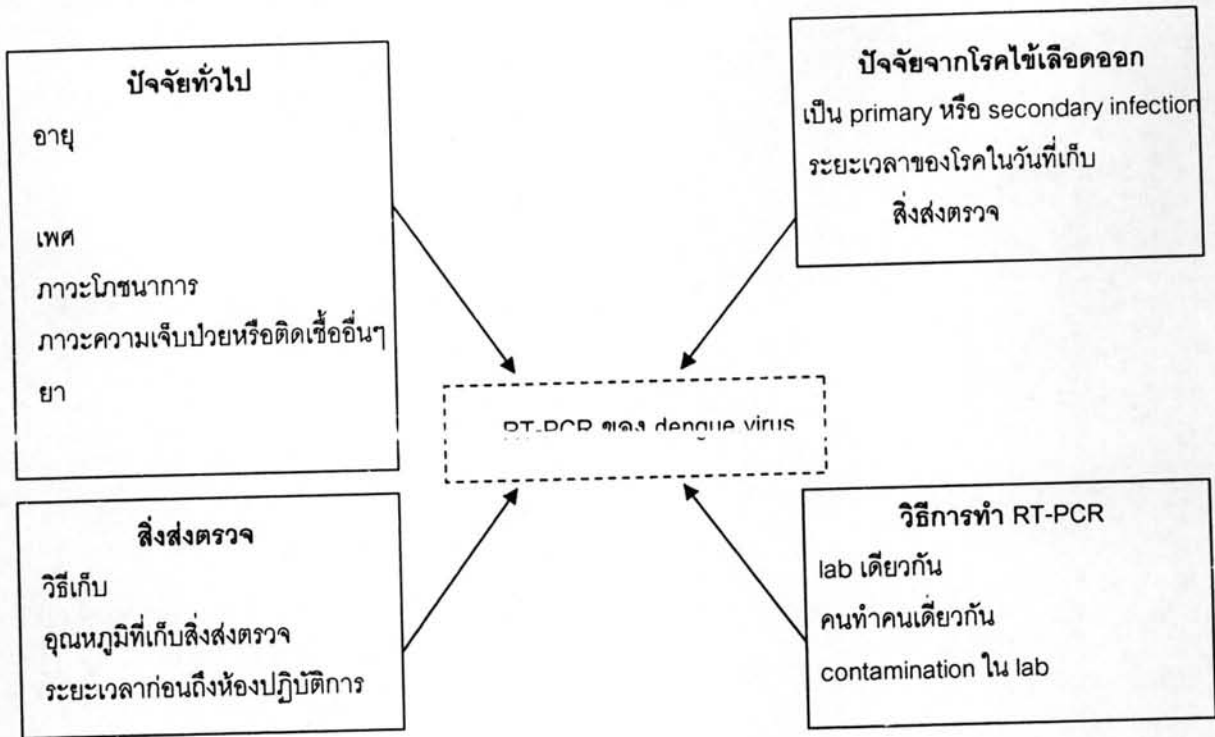 ปัจจัยทั่วไป
อายุ
เพศ
ภาวะโภชนาการ
ภาวะความเจ็บป่วยหรือติดเชื้ออื่นๆ
ยา
ปัจจัยจากโรคไข้เลือดออก
เป็น primary หรือ secondary infection
ระยะเวลาของโรคในวันที่เก็บ
สิ่งส่งตรวจ
RT-PCR ของ dengue virus
สิ่งส่งตรวจ
วิธีเก็บ
อุณหภูมิที่เก็บสิ่งส่งตรวจ
ระยะเวลาก่อนถึงห้องปฏิบัติการ
วิธีการทำ RT-PCR
lab เดียวกัน
คนทำคนเดียวกัน
contamination ใน lab